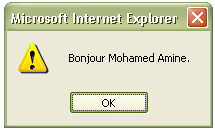 Microsoft Internet Explorer
Bonjour Mohamed Amine.
OK